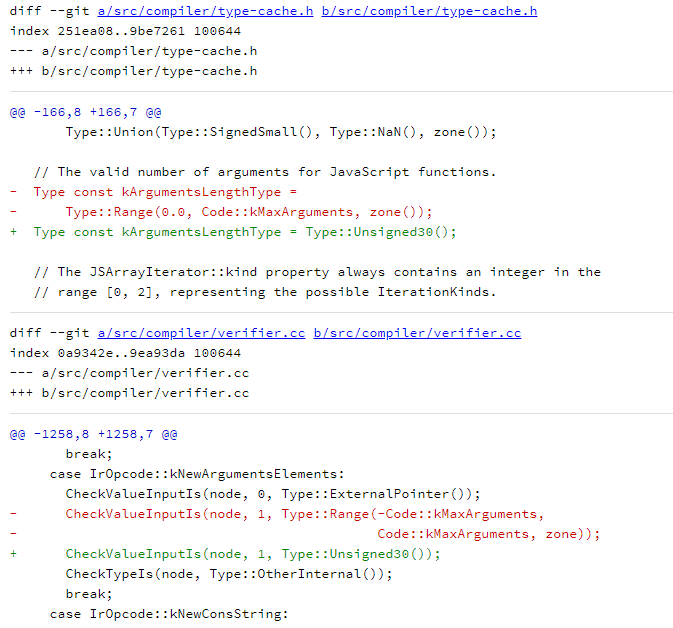 diff --git a/src/compiler/type-cache.h b/src/compiler/type-cache.h
index 251ea08..9be7261 100644
--- a/src/compiler/type-cache.h
+++ b/src/compiler/type-cache.h
@@ -166,8 +166,7 @@
       Type::Union(Type::SignedSmall(), Type::NaN(), zone());

   // The valid number of arguments for JavaScript functions.
-  Type const kArgumentsLengthType =
-      Type::Range(0.0, Code::kMaxArguments, zone());
+  Type const kArgumentsLengthType = Type::Unsigned30();

   // The JSArrayIterator::kind property always contains an integer in the
   // range [0, 2], representing the possible IterationKinds.
diff --git a/src/compiler/verifier.cc b/src/compiler/verifier.cc
index 0a9342e..9ea93da 100644
--- a/src/compiler/verifier.cc
+++ b/src/compiler/verifier.cc
@@ -1258,8 +1258,7 @@
       break;
     case IrOpcode::kNewArgumentsElements:
       CheckValueInputIs(node, 0, Type::ExternalPointer());
-      CheckValueInputIs(node, 1, Type::Range(-Code::kMaxArguments,
-                                             Code::kMaxArguments, zone));
+      CheckValueInputIs(node, 1, Type::Unsigned30());
       CheckTypeIs(node, Type::OtherInternal());
       break;
     case IrOpcode::kNewConsString: